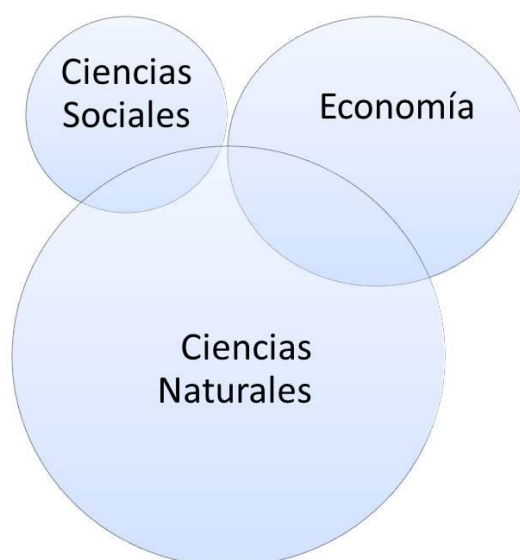 Ciencias
Sociales
Economía
Ciencias
Naturales